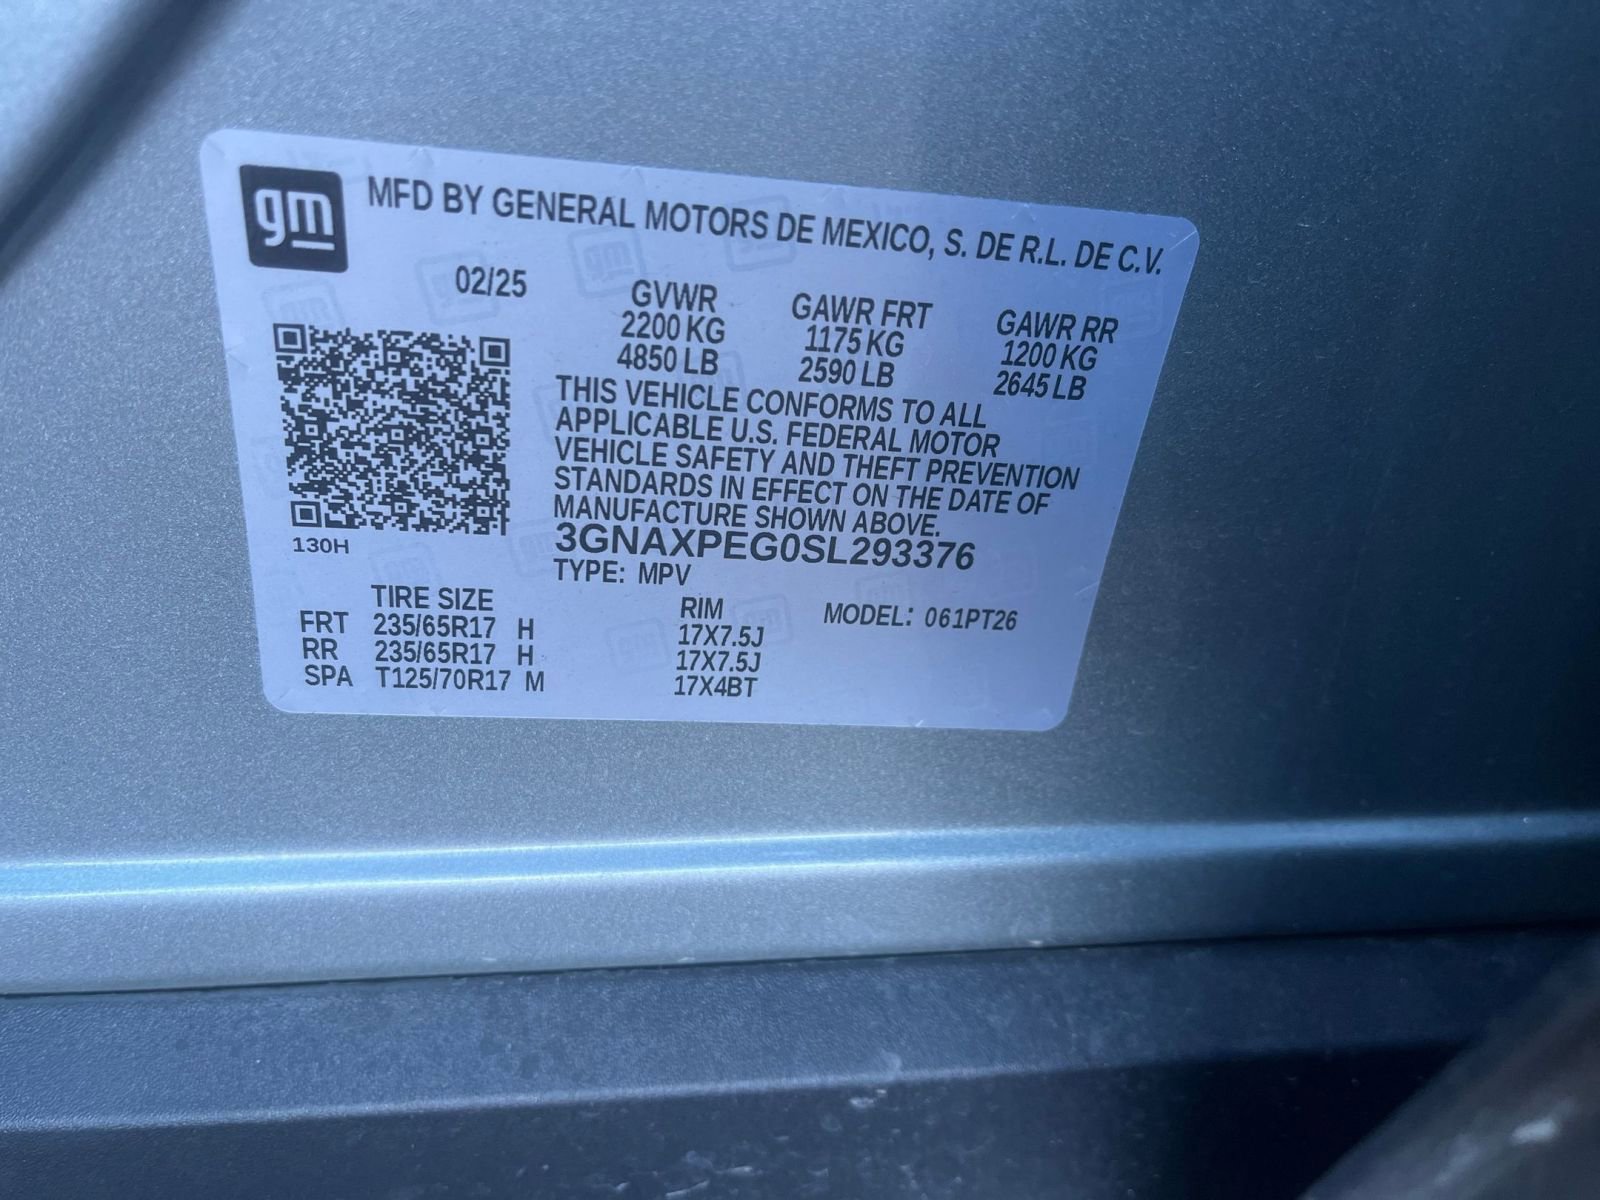 gm
MFD BY GENERAL MOTORS DE MEXICO, S. DE R.L. DE C.V.
02/25
GVWR GAWR FRT GAWR RR
2200 KG 1175 KG 1200 KG
4850 LB 2590 LB 2645 LB
THIS VEHICLE CONFORMS TO ALL
APPLICABLE U.S. FEDERAL MOTOR
VEHICLE SAFETY AND THEFT PREVENTION
STANDARDS IN EFFECT ON THE DATE OF
MANUFACTURE SHOWN ABOVE.
3GNAXPEG0SL293376
130H
TYPE: MPV
TIRE SIZE RIM MODEL: 061PT26
FRT 235/65R17 H 17X7.5J
RR 235/65R17 H 17X7.5J
SPA T125/70R17 M 17X4BT